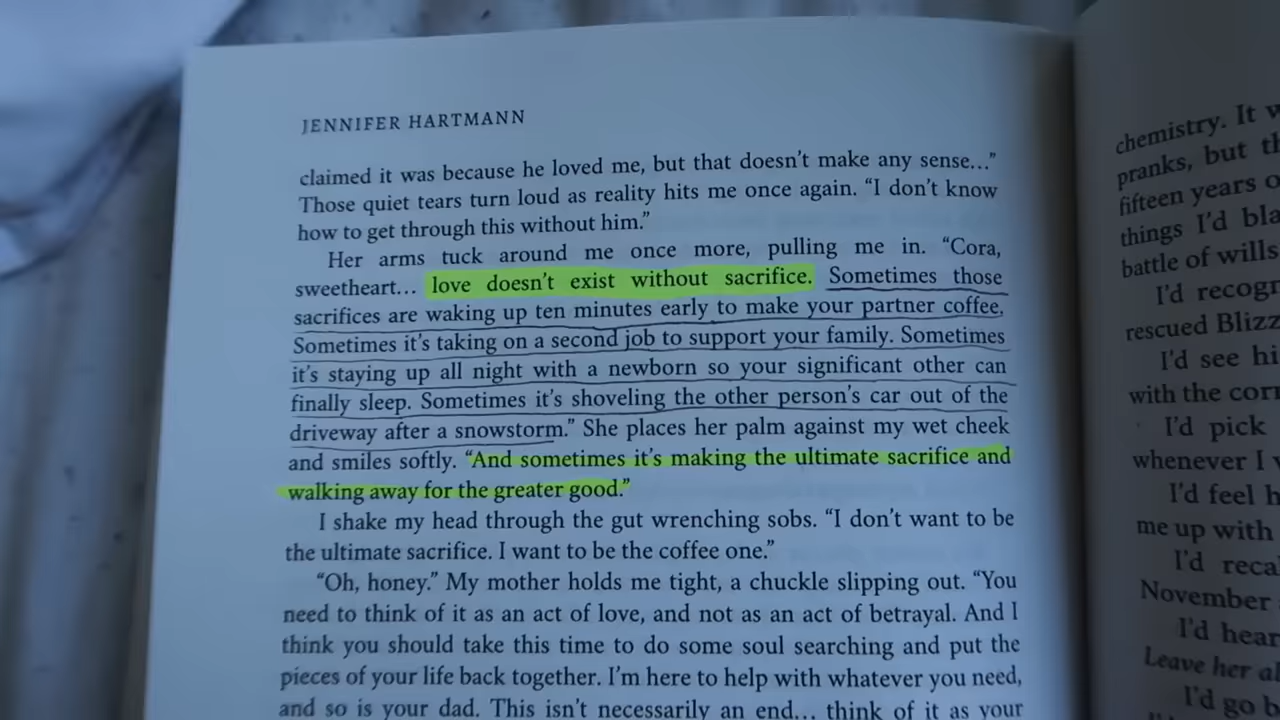 JENNIFER HARTMANN
claimed it was because he loved me, but that doesn't make any sense…”
Those quiet tears turn loud as reality hits me once again. “I don't know
how to get through this without him.”
Her arms tuck around me once more, pulling me in. “Cora,
sweetheart… love doesn't exist without sacrifice. Sometimes those
sacrifices are waking up ten minutes early to make your partner coffee.
Sometimes it's taking on a second job to support your family. Sometimes
it's staying up all night with a newborn so your significant other can
finally sleep. Sometimes it's shoveling the other person's car out of the
driveway after a snowstorm.” She places her palm against my wet cheek
and smiles softly. “And sometimes it's making the ultimate sacrifice and
walking away for the greater good.”
I shake my head through the gut wrenching sobs. “I don't want to be
the ultimate sacrifice. I want to be the coffee one.”
“Oh, honey.” My mother holds me tight, a chuckle slipping out. “You
need to think of it as an act of love, and not as an act of betrayal. And I
think you should take this time to do some soul searching and put the
pieces of your life back together. I'm here to help with whatever you need,
and so is your dad. This isn't necessarily an end… think of it as your
chemistry. It
pranks, but
fifteen years
things I'd
battle of wills
I'd
rescued
I'd see
with the
I'd pick
whenever I
I'd feel
me up with
I'd
November
I'd
Leave her
I'd go